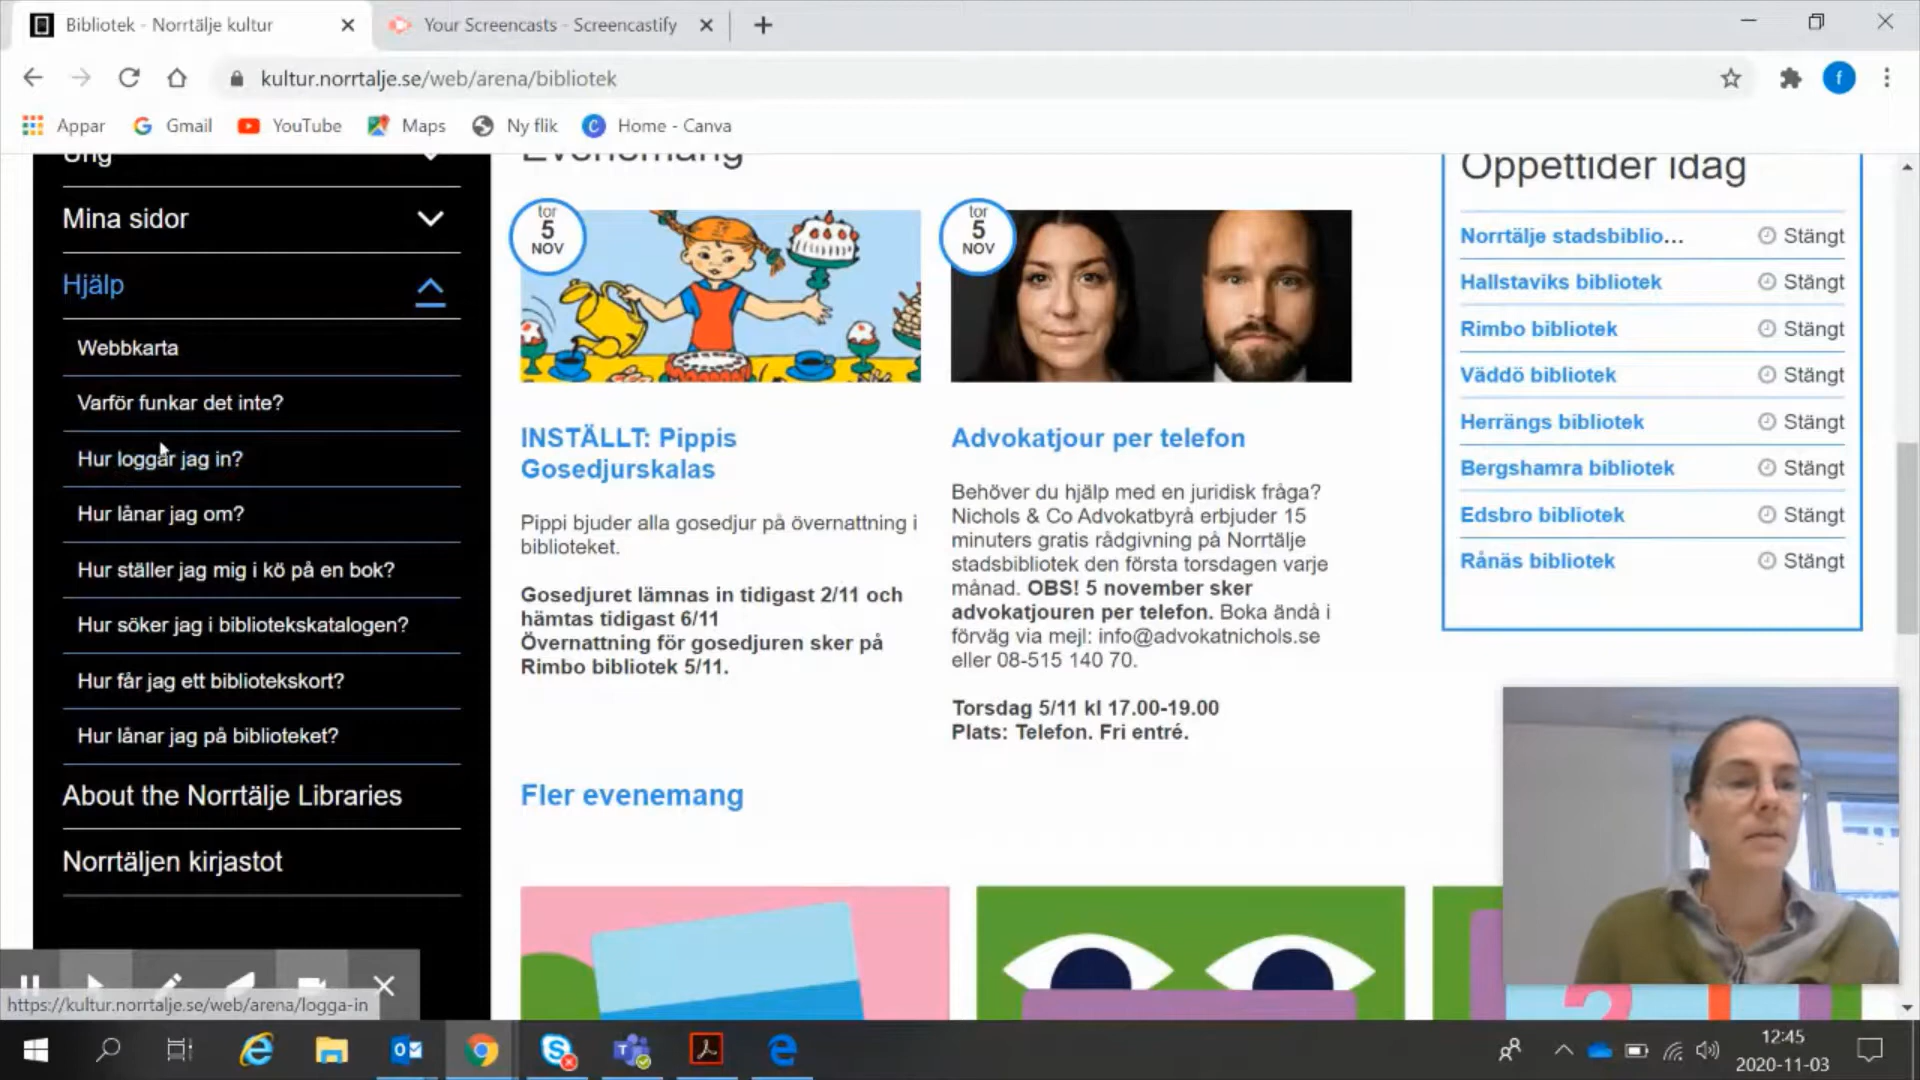 Bibliotek - Norrtälje kultur
Your Screencasts - Screencastify
kultur.norrtalje.se/web/arena/bibliotek
f
Appar
Gmail
YouTube
Maps
Ny flik
Home - Canva
Ung
Mina sidor
Hjälp
Webbkarta
Varför funkar det inte?
Hur loggar jag in?
Hur lånar jag om?
Hur ställer jag mig i kö på en bok?
Hur söker jag i bibliotekskatalogen?
Hur får jag ett bibliotekskort?
Hur lånar jag på biblioteket?
About the Norrtälje Libraries
Norrtäljen kirjastot
Evenemang
tor
5
NOV
INSTÄLLT: Pippis
Gosedjurskalas
Pippi bjuder alla gosedjur på övernattning i
biblioteket.
Gosedjuret lämnas in tidigast 2/11 och
hämtas tidigast 6/11
Övernattning för gosedjuren sker på
Rimbo bibliotek 5/11.
tor
5
NOV
Advokatjour per telefon
Behöver du hjälp med en juridisk fråga?
Nichols & Co Advokatbyrå erbjuder 15
minuters gratis rådgivning på Norrtälje
stadsbibliotek den första torsdagen varje
månad. OBS! 5 november sker
advokatjouren per telefon. Boka ändå i
förväg via mejl: info@advokatnichols.se
eller 08-515 140 70.
Torsdag 5/11 kl 17.00-19.00
Plats: Telefon. Fri entré.
Fler evenemang
Öppettider idag
Norrtälje stadsbiblio... Stängt
Hallstaviks bibliotek Stängt
Rimbo bibliotek Stängt
Väddö bibliotek Stängt
Herrängs bibliotek Stängt
Bergshamra bibliotek Stängt
Edsbro bibliotek Stängt
Rånäs bibliotek Stängt
https://kultur.norrtalje.se/web/arena/logga-in
12:45
2020-11-03